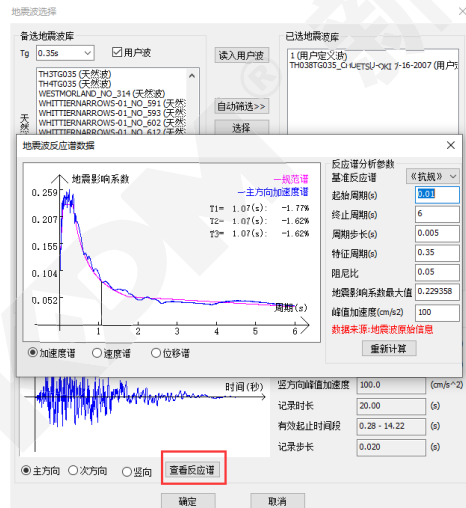 地震波选择
备选地震波库
已选地震波库
Tg 0.35s 用户波
读入用户波
1 (用户定义波)
TH3TG035 (天然波)
TH4TG035 (天然波)
WESTMORLAND_NO_314 (天然波)
WHITTIERNARROWS-01_NO_591 (天然
WHITTIERNARROWS-01_NO_593 (天然
WHITTIERNARROWS-01_NO_602 (天然
WHITTIERNARROWS-01_NO_612 (天然
自动筛选>>
选择
天
地震波反应谱数据
地震影响系数
规范谱
主方向加速度谱
T1= 1.07(s): -1.77%
T2= 1.07(s): -1.62%
T3= 1.07(s): -1.62%
0.259
0.207
0.155
0.104
0.052
1 2 3 4 5 6
周期(s)
加速度谱 速度谱 位移谱
反应谱分析参数
基准反应谱 《抗规》
起始周期(s) 0.01
终止周期(s) 6
周期步长(s) 0.005
特征周期(s) 0.35
阻尼比 0.05
地震影响系数最大值 0.229358
峰值加速度(cm/s2) 100
数据来源:地震波原始信息
重新计算
时间(秒)
竖方向峰值加速度 100.0 (cm/s^2)
记录时长 20.00 (s)
有效起止时间段 0.28 - 14.22 (s)
记录步长 0.020 (s)
主方向 次方向 竖向 查看反应谱
确定 取消